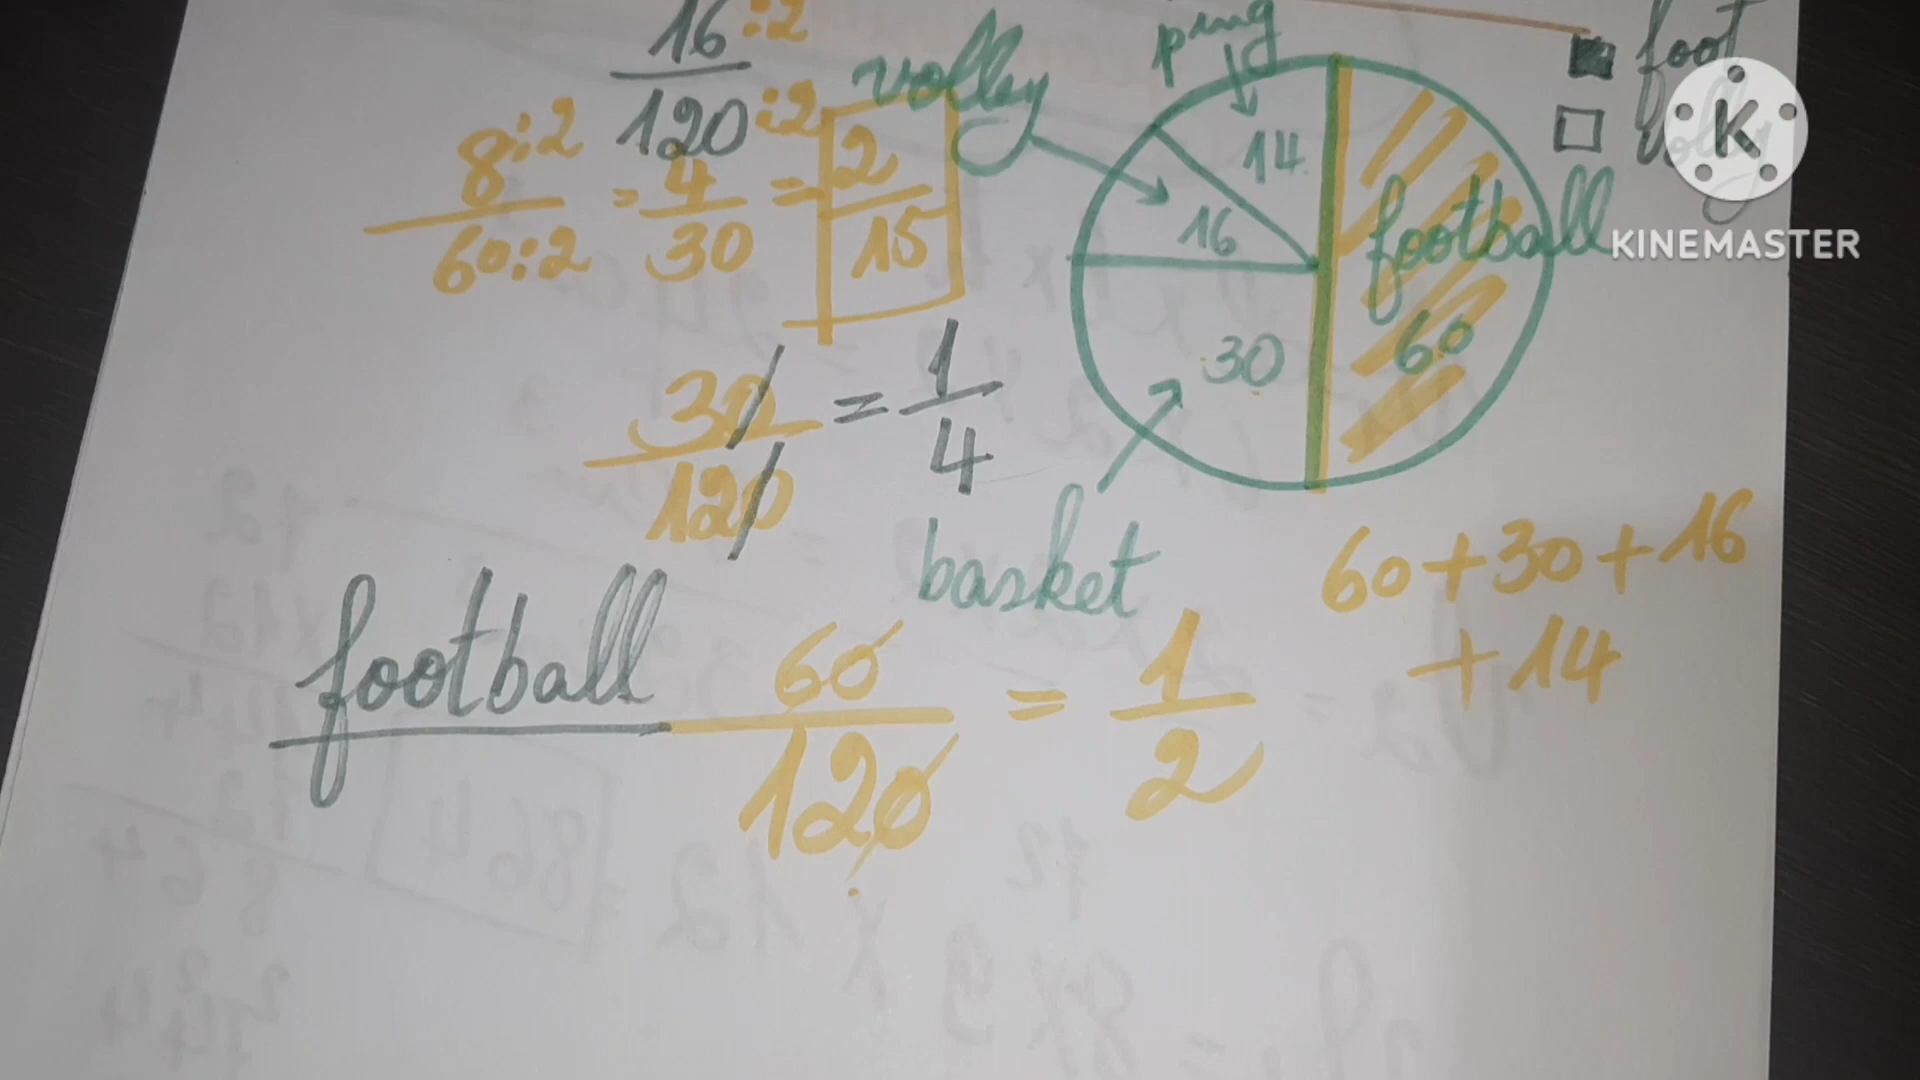 16 :2
120 :2
8 :2 = 4 = 2
60 :2 30 15
volley
ping
foot
14
16
football
30
60
K
KINEMASTER
30 = 1
120 4
basket
60+30+16
+14
football 60 = 1
120 2